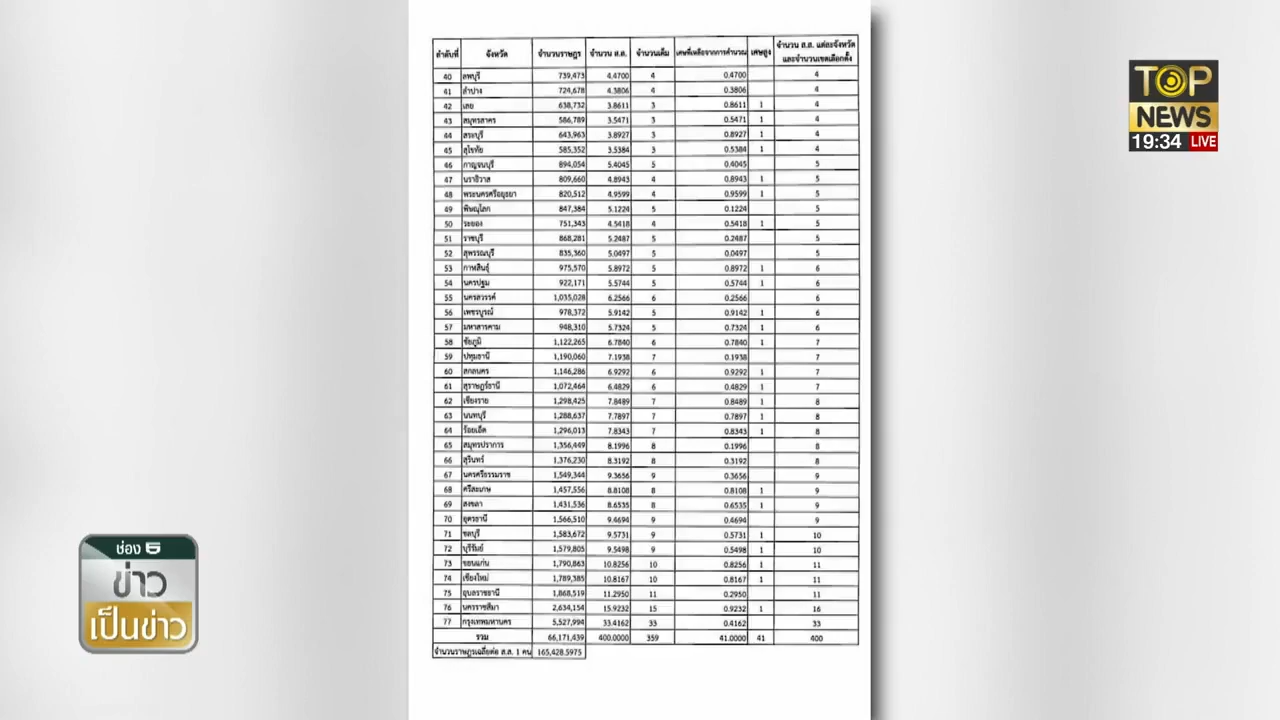 ลำดับที่ จังหวัด จำนวนราษฎร จำนวน ส.ส. จำนวนเต็ม เศษที่เหลือจากการคำนวณ เศษสูง จำนวน ส.ส. แต่ละจังหวัด
และจำนวนเขตเลือกตั้ง
40 ลพบุรี 739,473 4.4700 4 0.4700 4
41 ลำปาง 724,678 4.3806 4 0.3806 4
42 เลย 638,732 3.8611 3 0.8611 1 4
43 สมุทรสาคร 586,789 3.5471 3 0.5471 1 4
44 สระบุรี 643,963 3.8927 3 0.8927 1 4
45 สุโขทัย 585,352 3.5384 3 0.5384 1 4
46 กาญจนบุรี 894,054 5.4045 5 0.4045 5
47 นราธิวาส 809,660 4.8943 4 0.8943 1 5
48 พระนครศรีอยุธยา 820,512 4.9599 4 0.9599 1 5
49 พิษณุโลก 847,384 5.1224 5 0.1224 5
50 ระยอง 751,343 4.5418 4 0.5418 1 5
51 ราชบุรี 868,281 5.2487 5 0.2487 5
52 สุพรรณบุรี 835,360 5.0497 5 0.0497 5
53 กาฬสินธุ์ 975,570 5.8972 5 0.8972 1 6
54 นครปฐม 922,171 5.5744 5 0.5744 1 6
55 นครสวรรค์ 1,035,028 6.2566 6 0.2566 6
56 เพชรบูรณ์ 978,372 5.9142 5 0.9142 1 6
57 มหาสารคาม 948,310 5.7324 5 0.7324 1 6
58 ชัยภูมิ 1,122,265 6.7840 6 0.7840 1 7
59 ปทุมธานี 1,190,060 7.1938 7 0.1938 7
60 สกลนคร 1,146,286 6.9292 6 0.9292 1 7
61 สุราษฎร์ธานี 1,072,464 6.4829 6 0.4829 1 7
62 เชียงราย 1,298,425 7.8489 7 0.8489 1 8
63 นนทบุรี 1,288,637 7.7897 7 0.7897 1 8
64 ร้อยเอ็ด 1,296,013 7.8343 7 0.8343 1 8
65 สมุทรปราการ 1,356,449 8.1996 8 0.1996 8
66 สุรินทร์ 1,376,230 8.3192 8 0.3192 8
67 นครศรีธรรมราช 1,549,344 9.3656 9 0.3656 9
68 ศรีสะเกษ 1,457,556 8.8108 8 0.8108 1 9
69 สงขลา 1,431,536 8.6535 8 0.6535 1 9
70 อุดรธานี 1,566,510 9.4694 9 0.4694 9
71 ชลบุรี 1,583,672 9.5731 9 0.5731 1 10
72 บุรีรัมย์ 1,579,805 9.5498 9 0.5498 1 10
73 ขอนแก่น 1,790,863 10.8256 10 0.8256 1 11
74 เชียงใหม่ 1,789,385 10.8167 10 0.8167 1 11
75 อุบลราชธานี 1,868,519 11.2950 11 0.2950 11
76 นครราชสีมา 2,634,154 15.9232 15 0.9232 1 16
77 กรุงเทพมหานคร 5,527,994 33.4162 33 0.4162 33
รวม 66,171,439 400.0000 359 41.0000 41 400
จำนวนราษฎรเฉลี่ยต่อ ส.ส. 1 คน 165,428.5975
TOP
NEWS
19:34 LIVE
ช่อง 5
ข่าว
เป็นข่าว